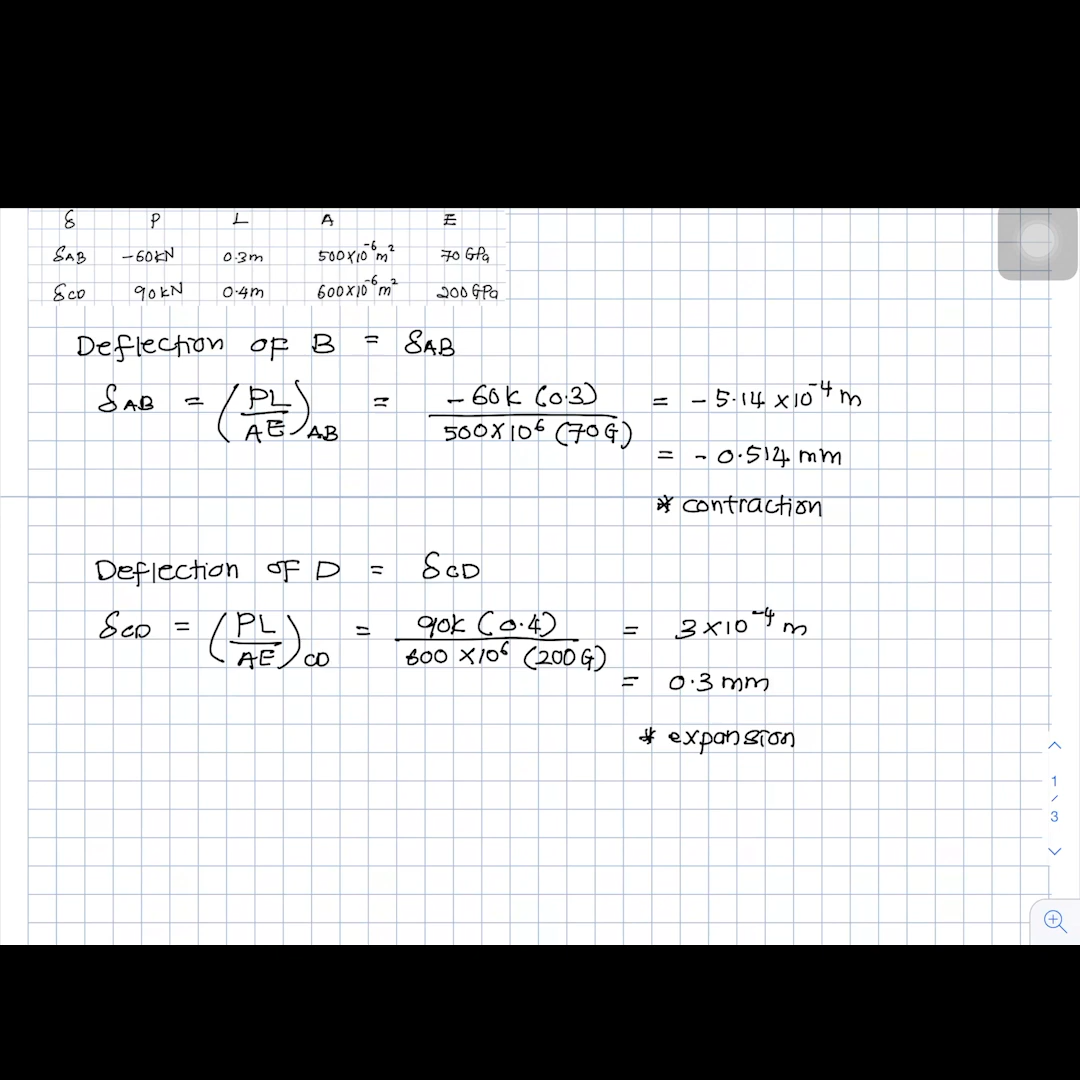 δ P L A E
δAB -60kN 0.3m 500×10⁻⁶m² 70 GPa
δCD 90kN 0.4m 600×10⁻⁶m² 200 GPa
Deflection OF B = δAB
δAB = (PL/AE)AB = -60k (0.3) / 500×10⁶ (70G) = -5.14 ×10⁻⁴ m
= -0.514 mm
* contraction
Deflection OF D = δCD
δCD = (PL/AE)CD = 90k (0.4) / 600 ×10⁶ (200G) = 3×10⁻⁴ m
= 0.3 mm
* expansion
1
/
3